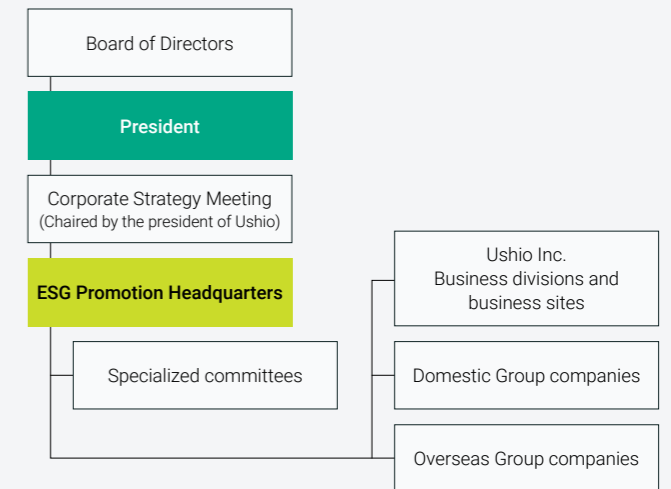 Board of Directors
President
Corporate Strategy Meeting
(Chaired by the president of Ushio)
ESG Promotion Headquarters
Specialized committees
Ushio Inc.
Business divisions and
business sites
Domestic Group companies
Overseas Group companies